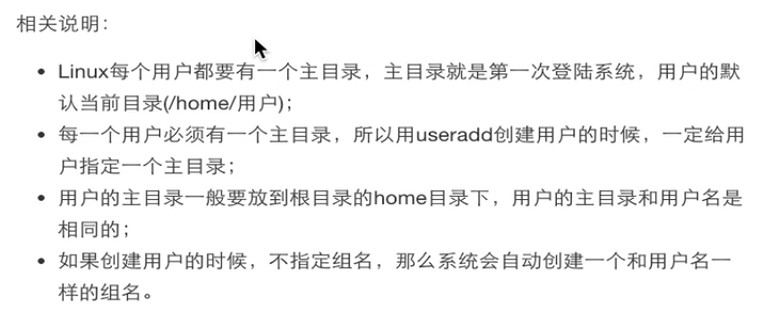 相关说明：
• Linux每个用户都要有一个主目录，主目录就是第一次登陆系统，用户的默
认当前目录(/home/用户)；
• 每一个用户必须有一个主目录，所以用useradd创建用户的时候，一定给用
户指定一个主目录；
• 用户的主目录一般要放到根目录的home目录下，用户的主目录和用户名是
相同的；
• 如果创建用户的时候，不指定组名，那么系统会自动创建一个和用户名一
样的组名。